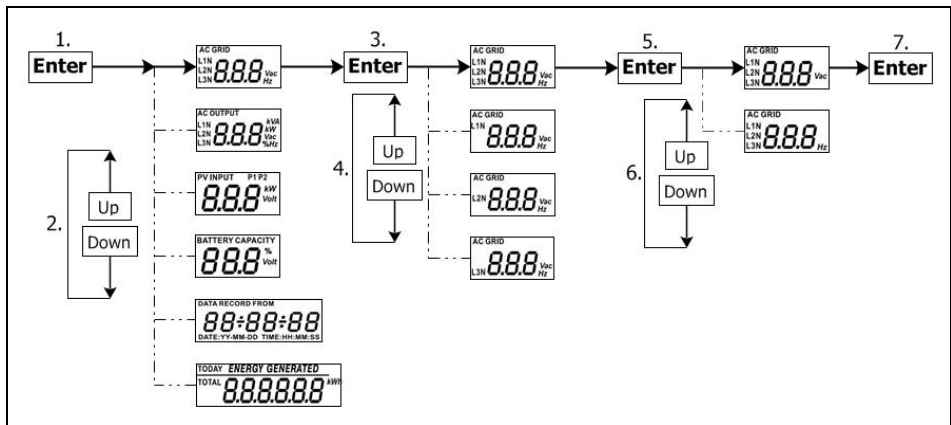 1.
Enter
AC GRID
L1N
L2N
L3N
8.8.8 Vac
Hz
AC OUTPUT
L1N
L2N
L3N
8.8.8 kVA
kW
Vac
%Hz
PV INPUT P1 P2
8.8.8 kW
Volt
BATTERY CAPACITY
88.8 %
Volt
DATA RECORD FROM
88:88:88
DATE:YY-MM-DD TIME:HH:MM:SS
TODAY ENERGY GENERATED
TOTAL 8.8.8.8.8.8 kWh
2.
Up
Down
3.
Enter
4.
Up
Down
AC GRID
L1N
L2N
L3N
8.8.8 Vac
Hz
AC GRID
L1N
8.8.8 Vac
Hz
AC GRID
L2N 8.8.8 Vac
Hz
AC GRID
L3N 8.8.8 Vac
Hz
5.
Enter
6.
Up
Down
AC GRID
L1N
L2N
L3N
8.8.8 Vac
AC GRID
L1N
L2N
L3N
8.8.8 Hz
7.
Enter